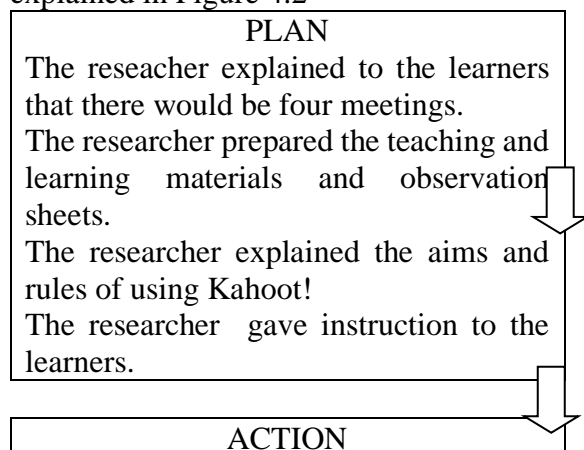 explained in Figure 4.2
PLAN
The reseacher explained to the learners
that there would be four meetings.
The researcher prepared the teaching and
learning materials and observation
sheets.
The researcher explained the aims and
rules of using Kahoot!
The researcher gave instruction to the
learners.
ACTION